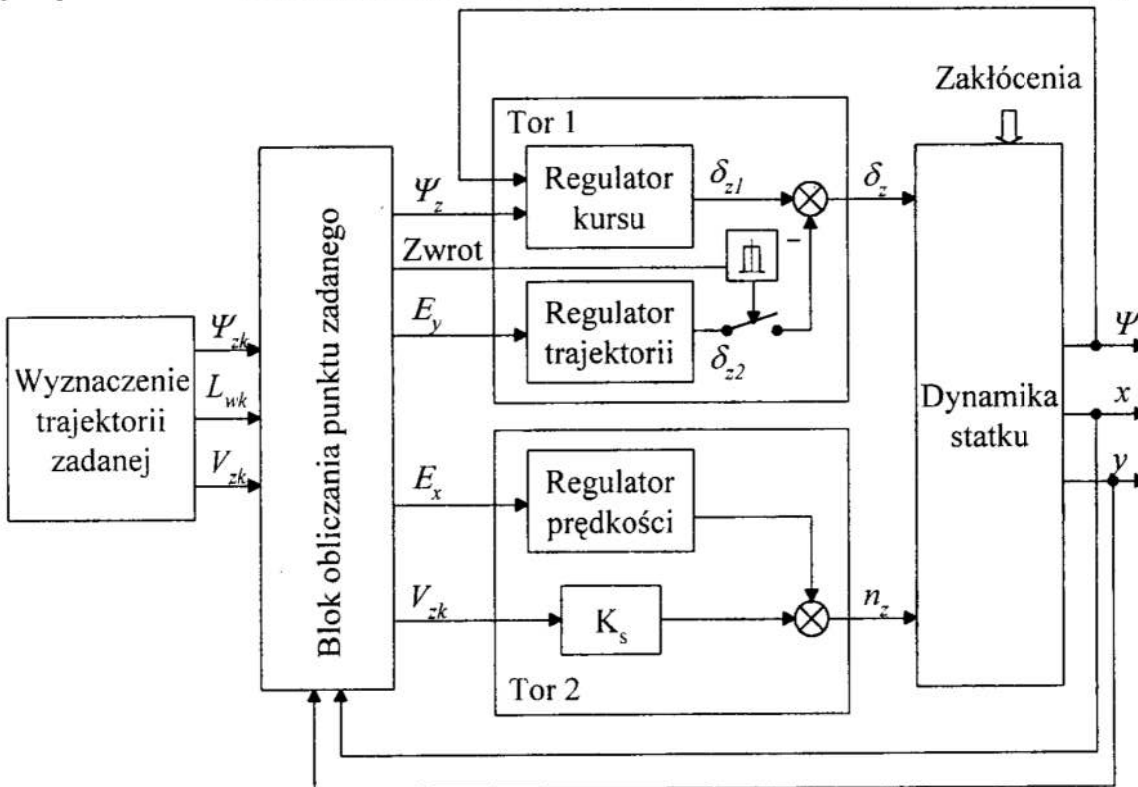 Zakłócenia
Tor 1
Regulator
kursu
Ψz
δz1
δz
Zwrot
–
Ey
Regulator
trajektorii
δz2
Wyznaczenie
trajektorii
zadanej
Ψzk
Lwk
Vzk
Blok obliczania punktu zadanego
Dynamika
statku
Ψ
x
y
Ex
Regulator
prędkości
Vzk
Ks
nz
Tor 2